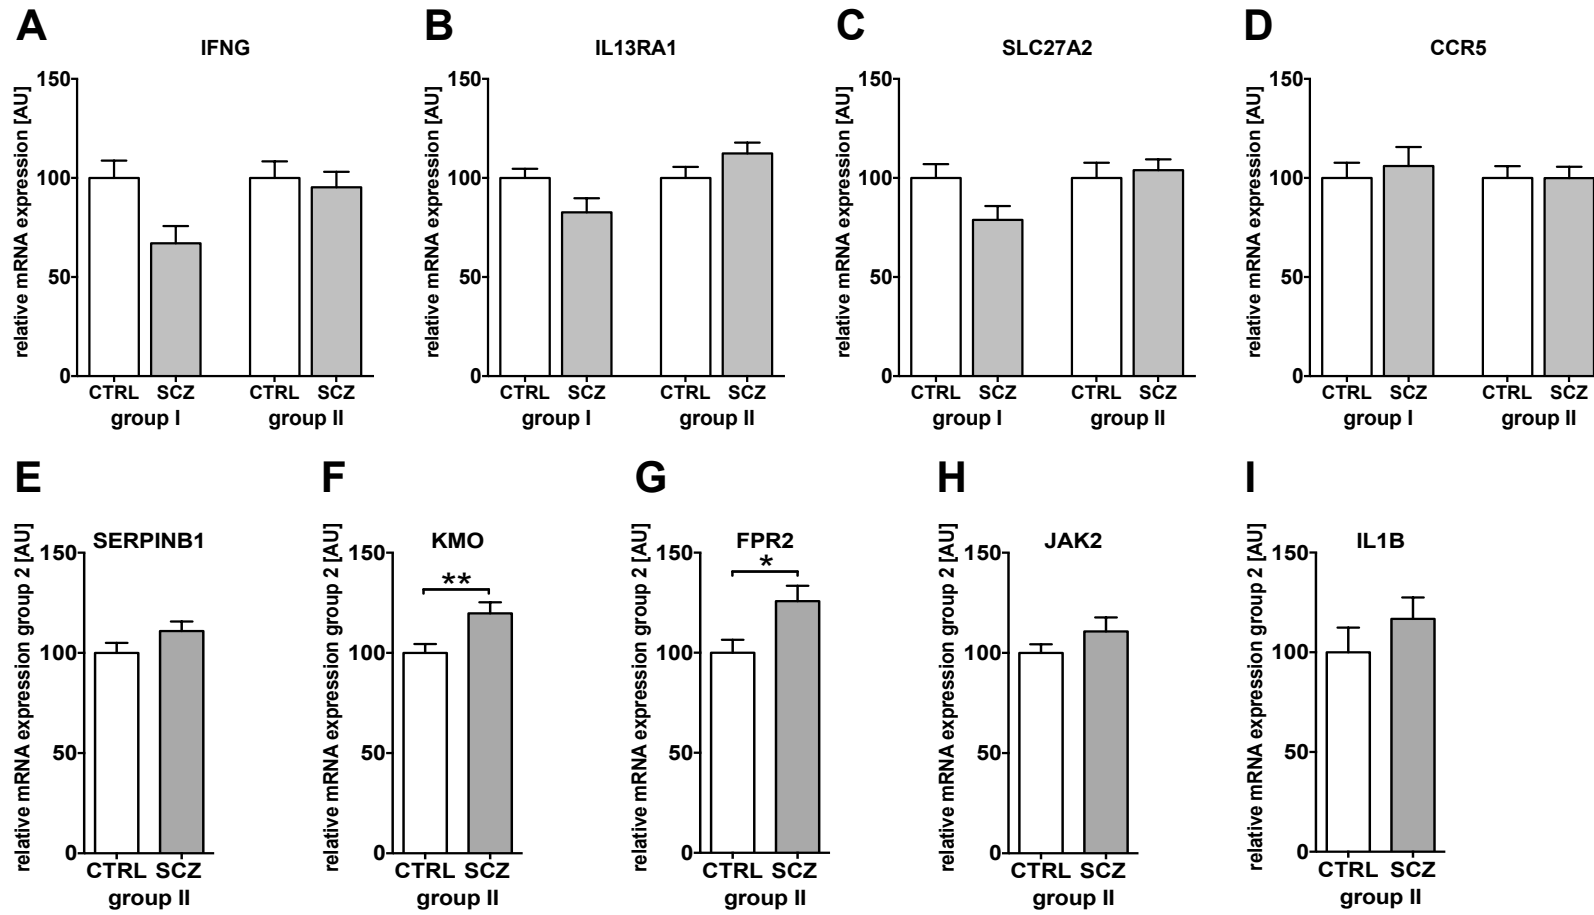 A
IFNG
relative mRNA expression [AU]
150
100
50
0
CTRL SCZ CTRL SCZ
group I group II
B
IL13RA1
relative mRNA expression [AU]
150
100
50
0
CTRL SCZ CTRL SCZ
group I group II
C
SLC27A2
relative mRNA expression [AU]
150
100
50
0
CTRL SCZ CTRL SCZ
group I group II
D
CCR5
relative mRNA expression [AU]
150
100
50
0
CTRL SCZ CTRL SCZ
group I group II
E
SERPINB1
relative mRNA expression group 2 [AU]
150
100
50
0
CTRL SCZ
group II
F
KMO
relative mRNA expression group 2 [AU]
150
100
50
0
**
CTRL SCZ
group II
G
FPR2
relative mRNA expression group 2 [AU]
150
100
50
0
*
CTRL SCZ
group II
H
JAK2
relative mRNA expression group 2 [AU]
150
100
50
0
CTRL SCZ
group II
I
IL1B
relative mRNA expression group 2 [AU]
150
100
50
0
CTRL SCZ
group II